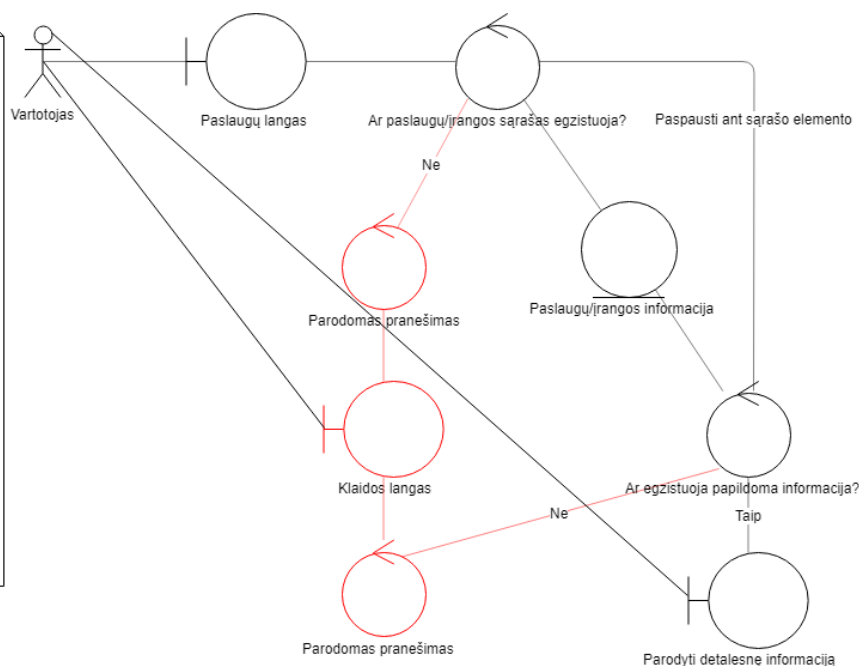 Vartotojas
Paslaugų langas
Ar paslaugų/įrangos sąrašas egzistuoja?
Paspausti ant sąrašo elemento
Ne
Paslaugų/įrangos informacija
Parodomas pranešimas
Klaidos langas
Ar egzistuoja papildoma informacija?
Ne
Taip
Parodomas pranešimas
Parodyti detalesnę informaciją